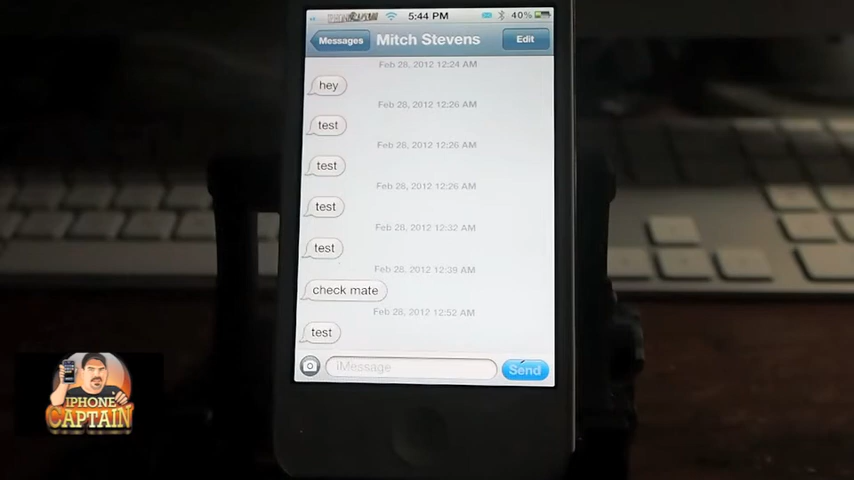 5:44 PM
40%
Messages
Mitch Stevens
Edit
Feb 28, 2012 12:24 AM
hey
Feb 28, 2012 12:26 AM
test
Feb 28, 2012 12:26 AM
test
Feb 28, 2012 12:26 AM
test
Feb 28, 2012 12:32 AM
test
Feb 28, 2012 12:39 AM
check mate
Feb 28, 2012 12:52 AM
test
iMessage
Send
IPHONE
CAPTAIN